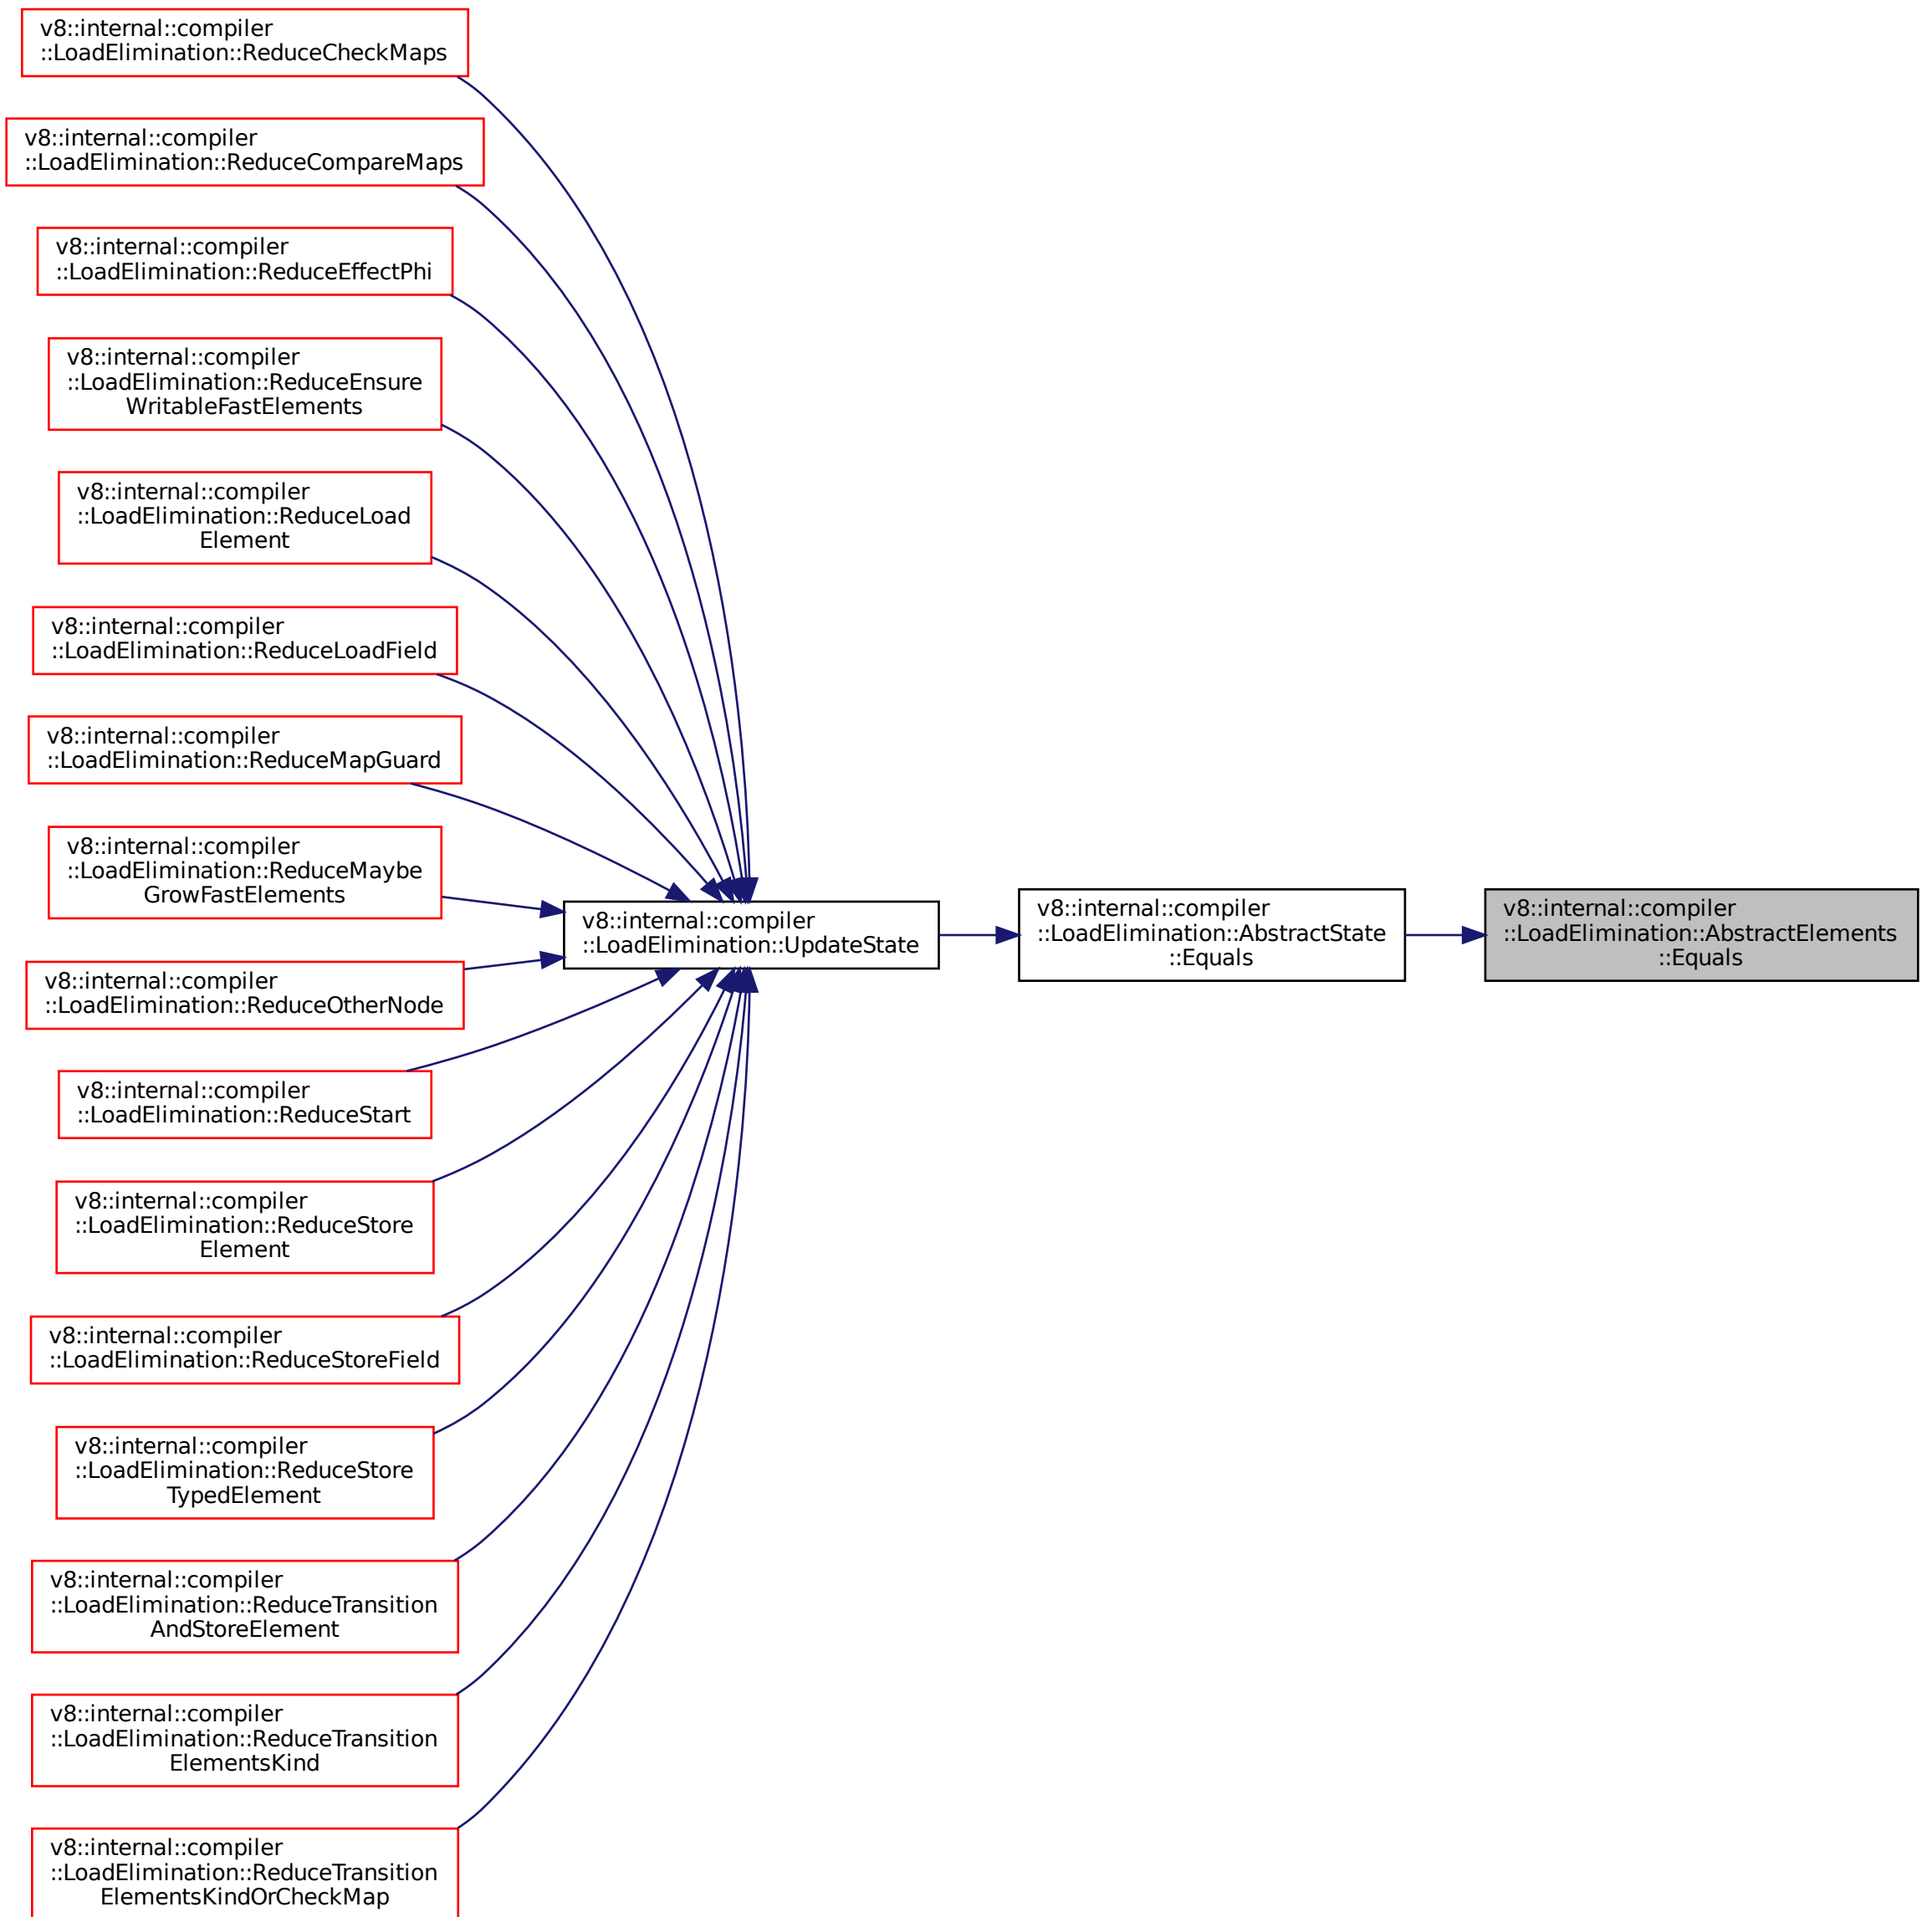 v8::internal::compiler
::LoadElimination::ReduceCheckMaps
v8::internal::compiler
::LoadElimination::ReduceCompareMaps
v8::internal::compiler
::LoadElimination::ReduceEffectPhi
v8::internal::compiler
::LoadElimination::ReduceEnsure
WritableFastElements
v8::internal::compiler
::LoadElimination::ReduceLoad
Element
v8::internal::compiler
::LoadElimination::ReduceLoadField
v8::internal::compiler
::LoadElimination::ReduceMapGuard
v8::internal::compiler
::LoadElimination::ReduceMaybe
GrowFastElements
v8::internal::compiler
::LoadElimination::ReduceOtherNode
v8::internal::compiler
::LoadElimination::ReduceStart
v8::internal::compiler
::LoadElimination::ReduceStore
Element
v8::internal::compiler
::LoadElimination::ReduceStoreField
v8::internal::compiler
::LoadElimination::ReduceStore
TypedElement
v8::internal::compiler
::LoadElimination::ReduceTransition
AndStoreElement
v8::internal::compiler
::LoadElimination::ReduceTransition
ElementsKind
v8::internal::compiler
::LoadElimination::ReduceTransition
ElementsKindOrCheckMap
v8::internal::compiler
::LoadElimination::UpdateState
v8::internal::compiler
::LoadElimination::AbstractState
::Equals
v8::internal::compiler
::LoadElimination::AbstractElements
::Equals